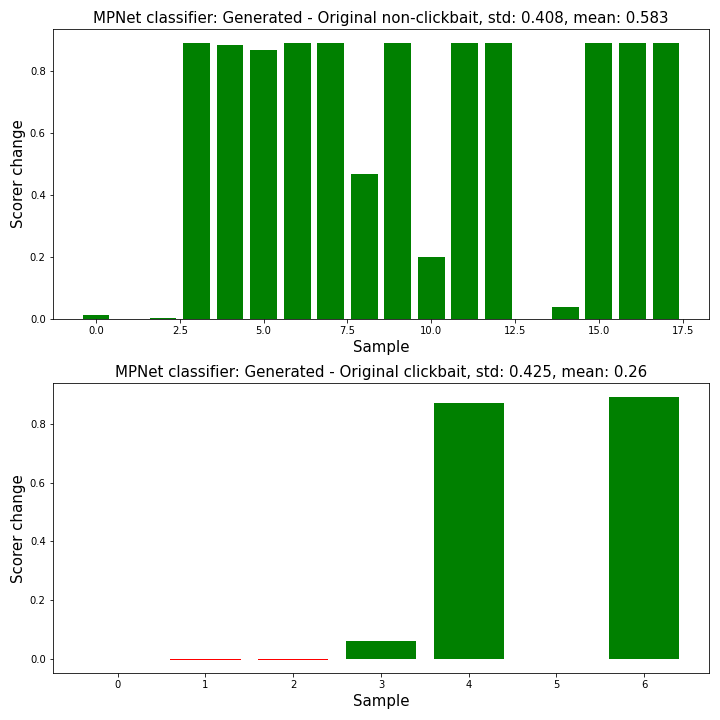 MPNet classifier: Generated - Original non-clickbait, std: 0.408, mean: 0.583
0.8
0.6
0.4
0.2
0.0
Scorer change
0.0 2.5 5.0 7.5 10.0 12.5 15.0 17.5
Sample
MPNet classifier: Generated - Original clickbait, std: 0.425, mean: 0.26
0.8
0.6
0.4
0.2
0.0
Scorer change
0 1 2 3 4 5 6
Sample